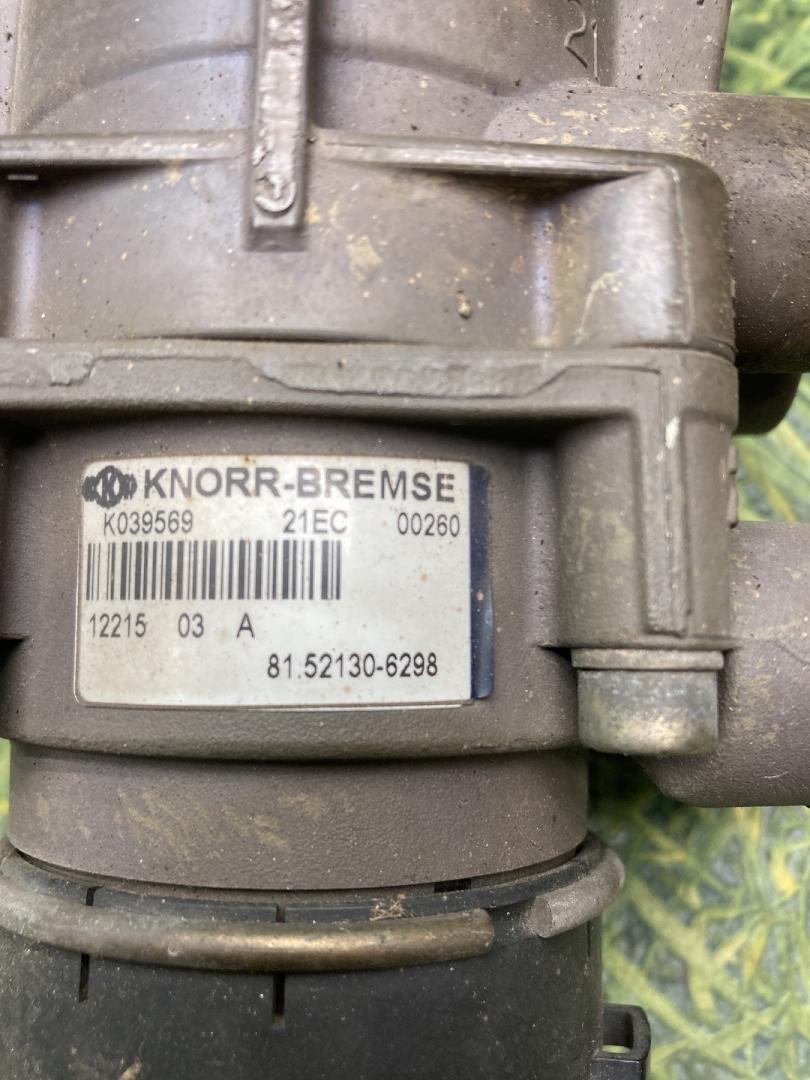 K KNORR-BREMSE
K039569 21EC 00260
12215 03 A
81.52130-6298